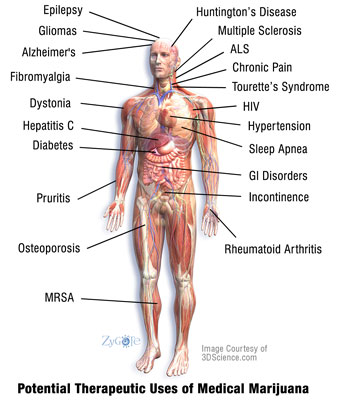 Epilepsy
Gliomas
Alzheimer's
Fibromyalgia
Dystonia
Hepatitis C
Diabetes
Pruritis
Osteoporosis
MRSA
Huntington's Disease
Multiple Sclerosis
ALS
Chronic Pain
Tourette's Syndrome
HIV
Hypertension
Sleep Apnea
GI Disorders
Incontinence
Rheumatoid Arthritis
ZyGoTe
Image Courtesy of
3DScience.com
Potential Therapeutic Uses of Medical Marijuana